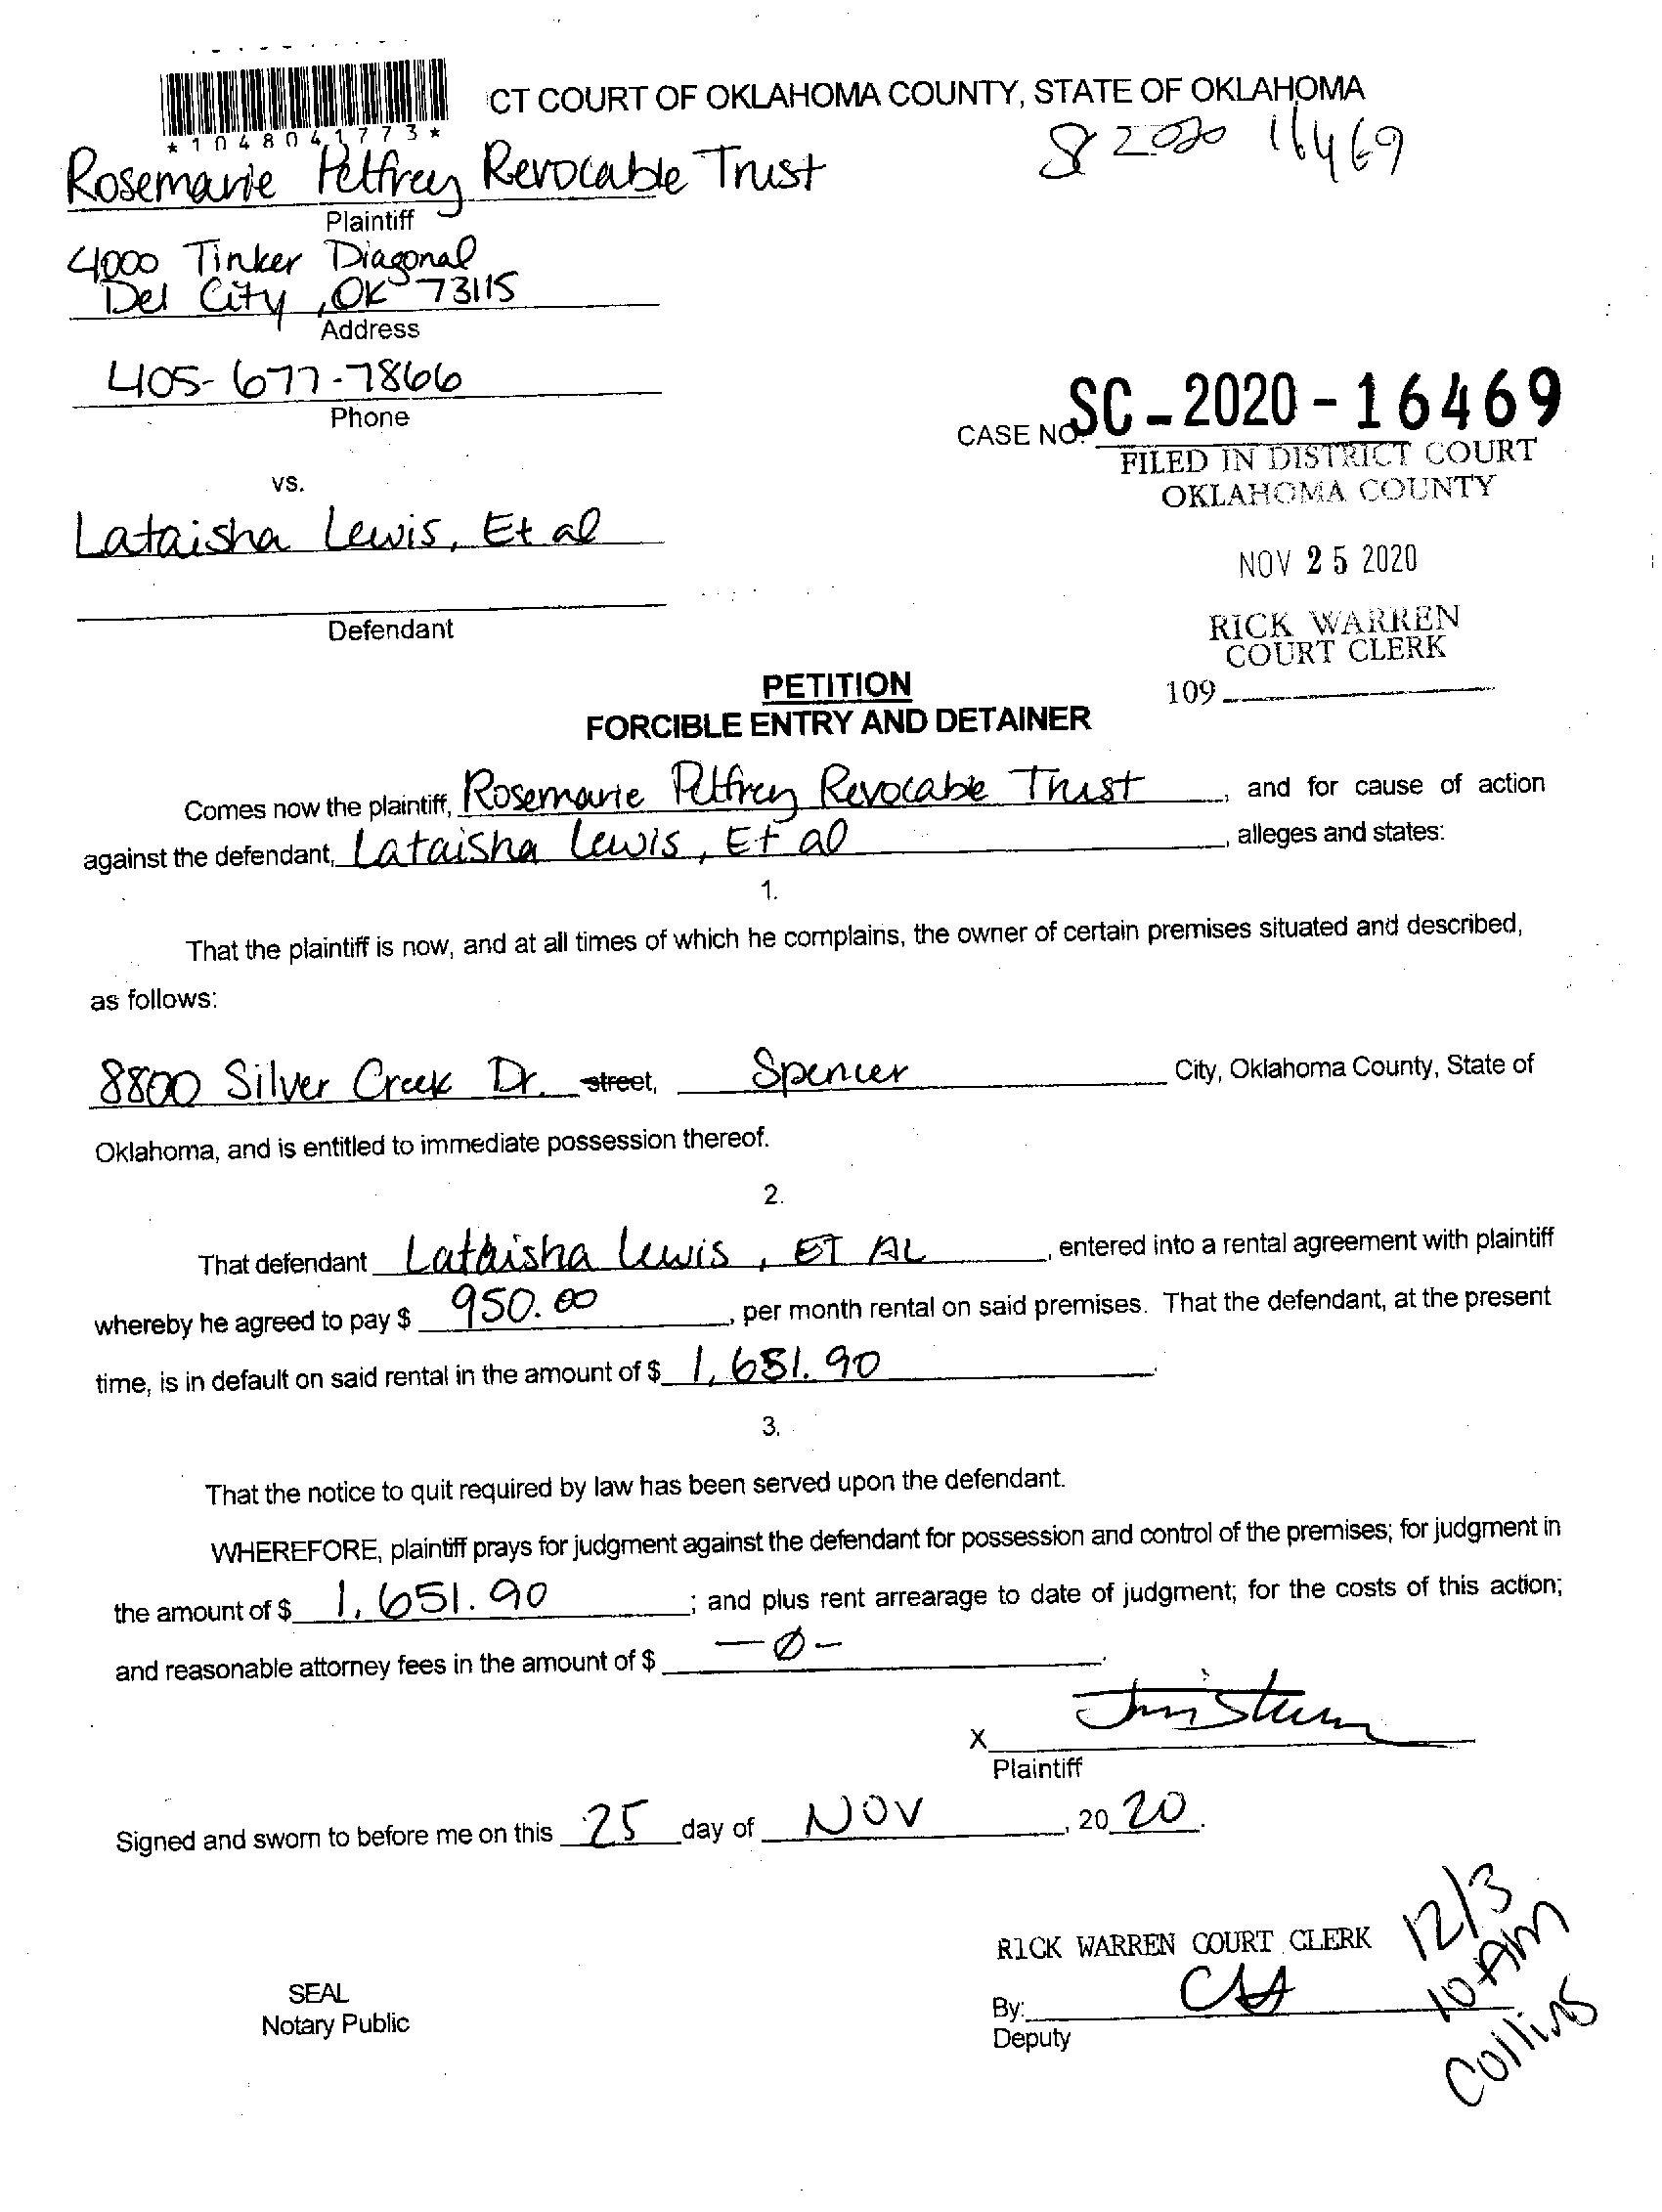 CT COURT OF OKLAHOMA COUNTY, STATE OF OKLAHOMA
*1048041773*
2020 16469
Rosemarie Pelfrey Revocable Trust
Plaintiff
4000 Tinker Diagonal
Del City, OK 73115
Address
405-677-7866
Phone
CASE NO. SC-2020-16469
FILED IN DISTRICT COURT
OKLAHOMA COUNTY
vs.
Lataisha Lewis, Et al
NOV 25 2020
Defendant
RICK WARREN
COURT CLERK
109
PETITION
FORCIBLE ENTRY AND DETAINER
Comes now the plaintiff, Rosemarie Pelfrey Revocable Trust, and for cause of action
against the defendant, Lataisha Lewis, Et al, alleges and states:
1.
That the plaintiff is now, and at all times of which he complains, the owner of certain premises situated and described,
as follows:
8800 Silver Creek Dr. street, Spencer City, Oklahoma County, State of
Oklahoma, and is entitled to immediate possession thereof.
2.
That defendant Lataisha Lewis, ET AL, entered into a rental agreement with plaintiff
whereby he agreed to pay $ 950.00, per month rental on said premises. That the defendant, at the present
time, is in default on said rental in the amount of $ 1,651.90.
3.
That the notice to quit required by law has been served upon the defendant.
WHEREFORE, plaintiff prays for judgment against the defendant for possession and control of the premises; for judgment in
the amount of $ 1,651.90; and plus rent arrearage to date of judgment; for the costs of this action;
and reasonable attorney fees in the amount of $ -Ø-.
X
Plaintiff
Signed and sworn to before me on this 25 day of NOV, 2020.
RICK WARREN COURT CLERK
12/3
10 AM
Collins
SEAL
Notary Public
By:
Deputy